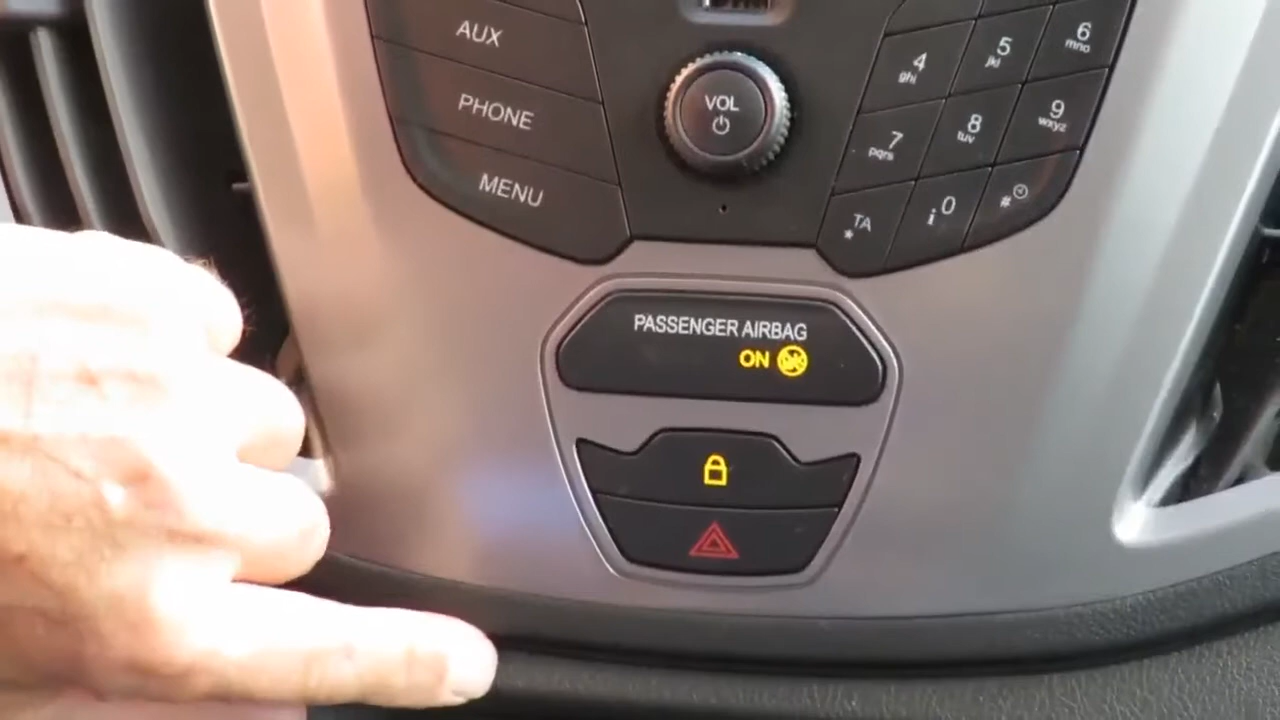 AUX
PHONE
MENU
VOL
4
ghi
5
jkl
6
mno
7
pqrs
8
tuv
9
wxyz
TA
*
i 0
#
PASSENGER AIRBAG
ON